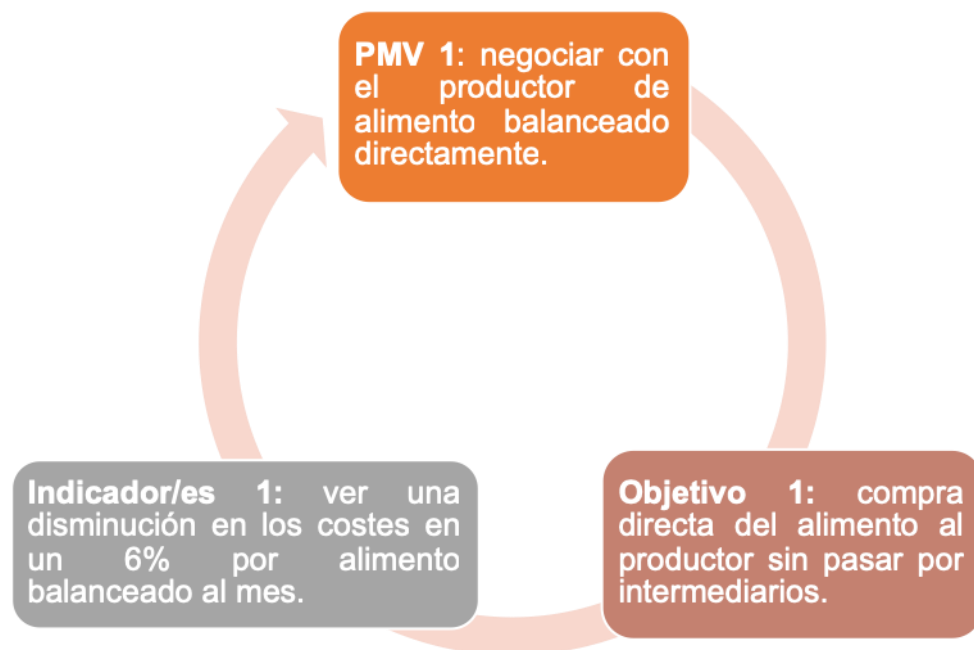 PMV 1: negociar con
el productor de
alimento balanceado
directamente.
Objetivo 1: compra
directa del alimento al
productor sin pasar por
intermediarios.
Indicador/es 1: ver una
disminución en los costes en
un 6% por alimento
balanceado al mes.